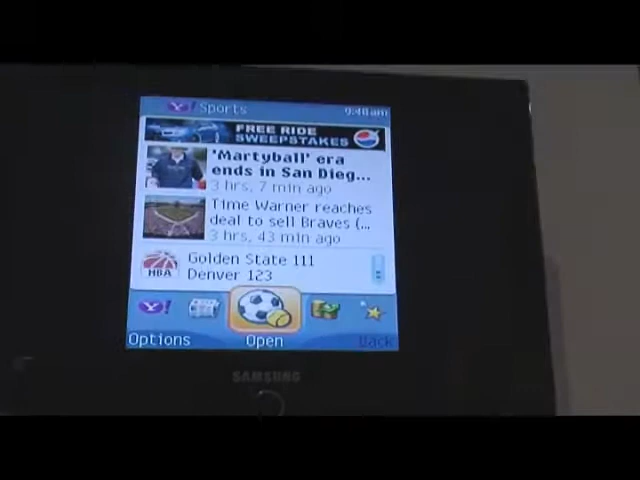 Y! Sports 9:48am
FREE RIDE
SWEEPSTAKES
'Martyball' era
ends in San Dieg...
3 hrs, 7 min ago
Time Warner reaches
deal to sell Braves (...
3 hrs, 43 min ago
NBA
Golden State 111
Denver 123
Y!
Options Open Back
SAMSUNG